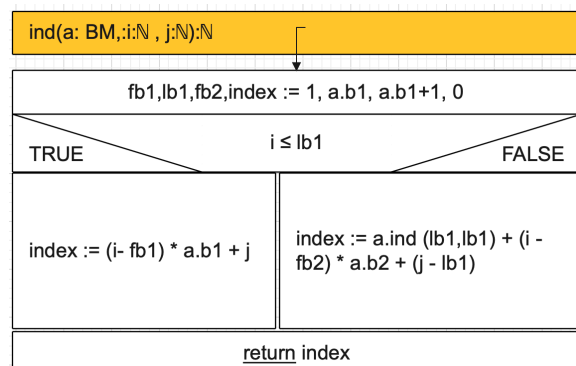 ind(a: BM,:i:ℕ , j:ℕ):ℕ
fb1,lb1,fb2,index := 1, a.b1, a.b1+1, 0
i ≤ lb1
TRUE
FALSE
index := (i- fb1) * a.b1 + j
index := a.ind (lb1,lb1) + (i -
fb2) * a.b2 + (j - lb1)
return index